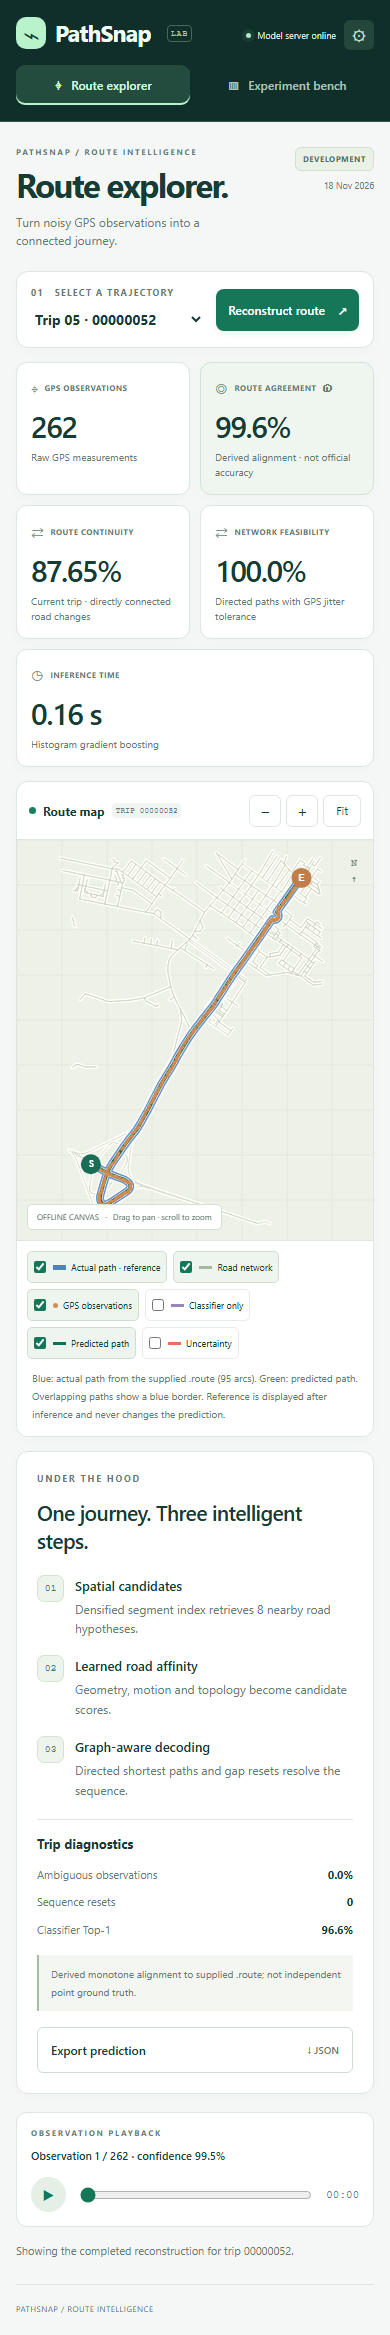 PathSnap LAB
Model server online
Route explorer
Experiment bench
PATHSNAP / ROUTE INTELLIGENCE
DEVELOPMENT
Route explorer.
18 Nov 2026
Turn noisy GPS observations into a
connected journey.
01 SELECT A TRAJECTORY
Trip 05 · 00000052
Reconstruct route ↗
GPS OBSERVATIONS
262
Raw GPS measurements
ROUTE AGREEMENT
99.6%
Derived alignment · not official
accuracy
ROUTE CONTINUITY
87.65%
Current trip · directly connected
road changes
NETWORK FEASIBILITY
100.0%
Directed paths with GPS jitter
tolerance
INFERENCE TIME
0.16 s
Histogram gradient boosting
Route map TRIP 00000052
− + Fit
N
↑
E
S
OFFLINE CANVAS · Drag to pan · scroll to zoom
Actual path · reference
Road network
GPS observations
Classifier only
Predicted path
Uncertainty
Blue: actual path from the supplied .route (95 arcs). Green: predicted path.
Overlapping paths show a blue border. Reference is displayed after
inference and never changes the prediction.
UNDER THE HOOD
One journey. Three intelligent
steps.
01 Spatial candidates
Densified segment index retrieves 8 nearby road
hypotheses.
02 Learned road affinity
Geometry, motion and topology become candidate
scores.
03 Graph-aware decoding
Directed shortest paths and gap resets resolve the
sequence.
Trip diagnostics
Ambiguous observations 0.0%
Sequence resets 0
Classifier Top-1 96.6%
Derived monotone alignment to supplied .route; not independent
point ground truth.
Export prediction ↓ JSON
OBSERVATION PLAYBACK
Observation 1 / 262 · confidence 99.5%
00:00
Showing the completed reconstruction for trip 00000052.
PATHSNAP / ROUTE INTELLIGENCE